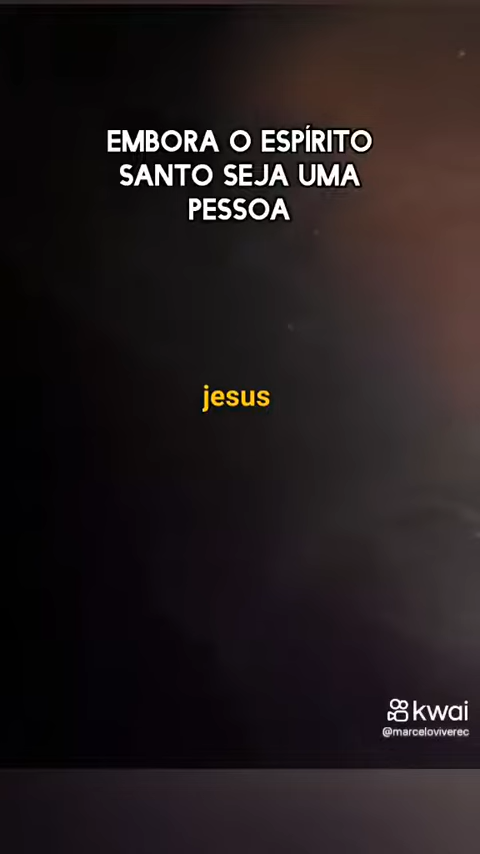 EMBORA O ESPÍRITO
SANTO SEJA UMA
PESSOA
jesus
kwai
@marceloviverec